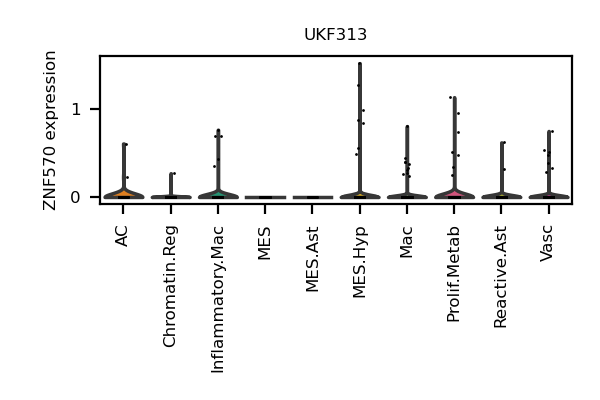 UKF313
ZNF570 expression
1
0
AC
Chromatin.Reg
Inflammatory.Mac
MES
MES.Ast
MES.Hyp
Mac
Prolif.Metab
Reactive.Ast
Vasc